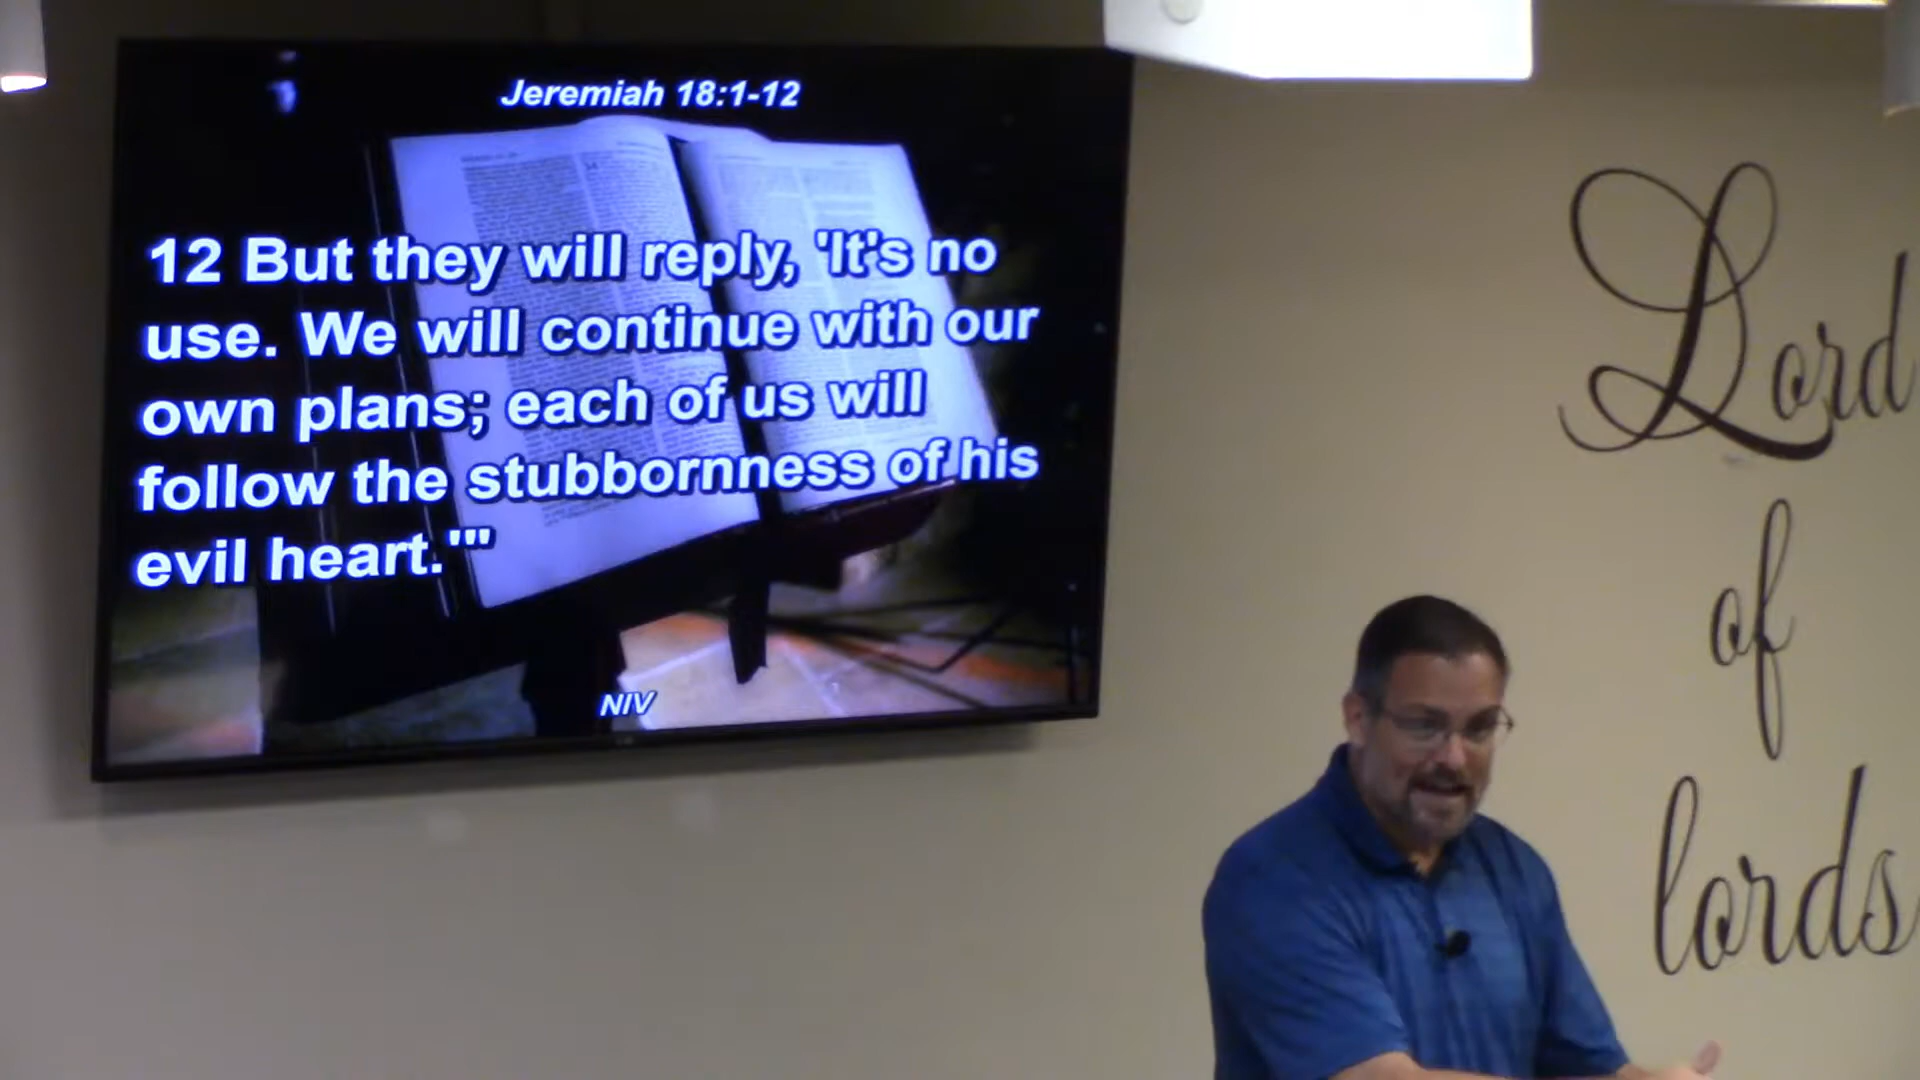 Jeremiah 18:1-12
12 But they will reply, 'It's no
use. We will continue with our
own plans; each of us will
follow the stubbornness of his
evil heart.'"
NIV
Lord
of
lords